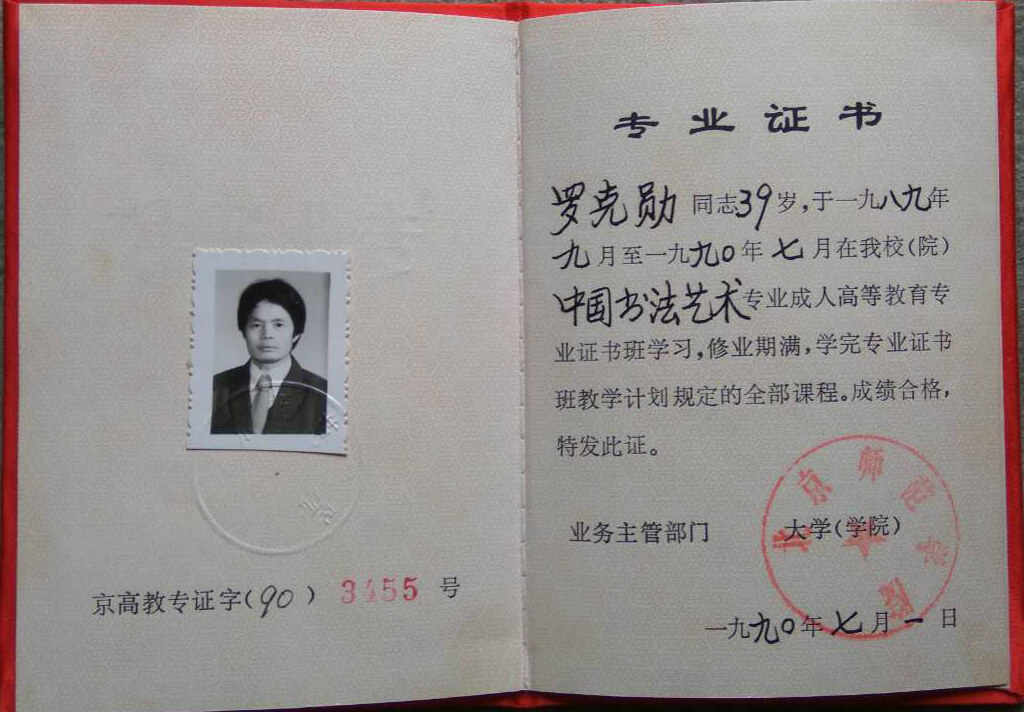 京高教专证字(90) 3455 号
专业证书
罗克勋 同志39岁,于一九八九年
九月至一九九〇年七月在我校(院)
中国书法艺术专业成人高等教育专
业证书班学习,修业期满,学完专业证书
班教学计划规定的全部课程。成绩合格,
特发此证。
业务主管部门 大学(学院)
北京师范学院
一九九〇年七月一日